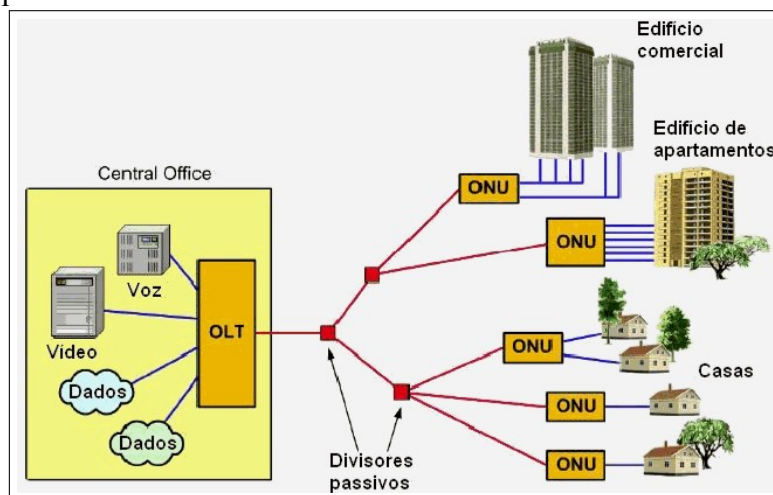 Edifício
comercial
Edifício de
apartamentos
Central Office
Voz
Vídeo
OLT
Dados
Dados
ONU
ONU
ONU
ONU
ONU
Casas
Divisores
passivos